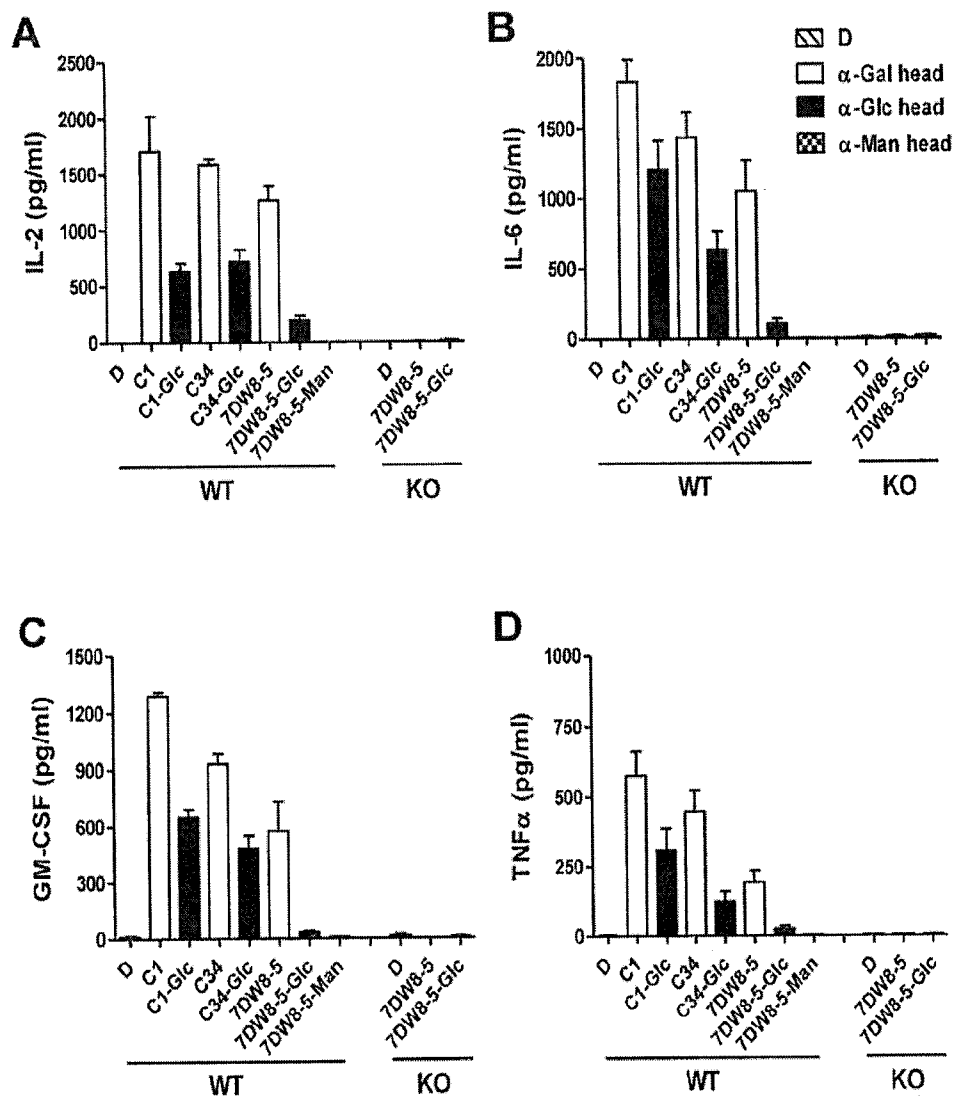 A
IL-2 (pg/ml)
2500
2000
1500
1000
500
0
D
C1
C1-Glc
C34
C34-Glc
7DW8-5
7DW8-5-Glc
7DW8-5-Man
D
7DW8-5
7DW8-5-Glc
WT
KO
B
D
α-Gal head
α-Glc head
α-Man head
IL-6 (pg/ml)
2000
1500
1000
500
0
D
C1
C1-Glc
C34
C34-Glc
7DW8-5
7DW8-5-Glc
7DW8-5-Man
D
7DW8-5
7DW8-5-Glc
WT
KO
C
GM-CSF (pg/ml)
1500
1200
900
600
300
0
D
C1
C1-Glc
C34
C34-Glc
7DW8-5
7DW8-5-Glc
7DW8-5-Man
D
7DW8-5
7DW8-5-Glc
WT
KO
D
TNFα (pg/ml)
1000
750
500
250
0
D
C1
C1-Glc
C34
C34-Glc
7DW8-5
7DW8-5-Glc
7DW8-5-Man
D
7DW8-5
7DW8-5-Glc
WT
KO